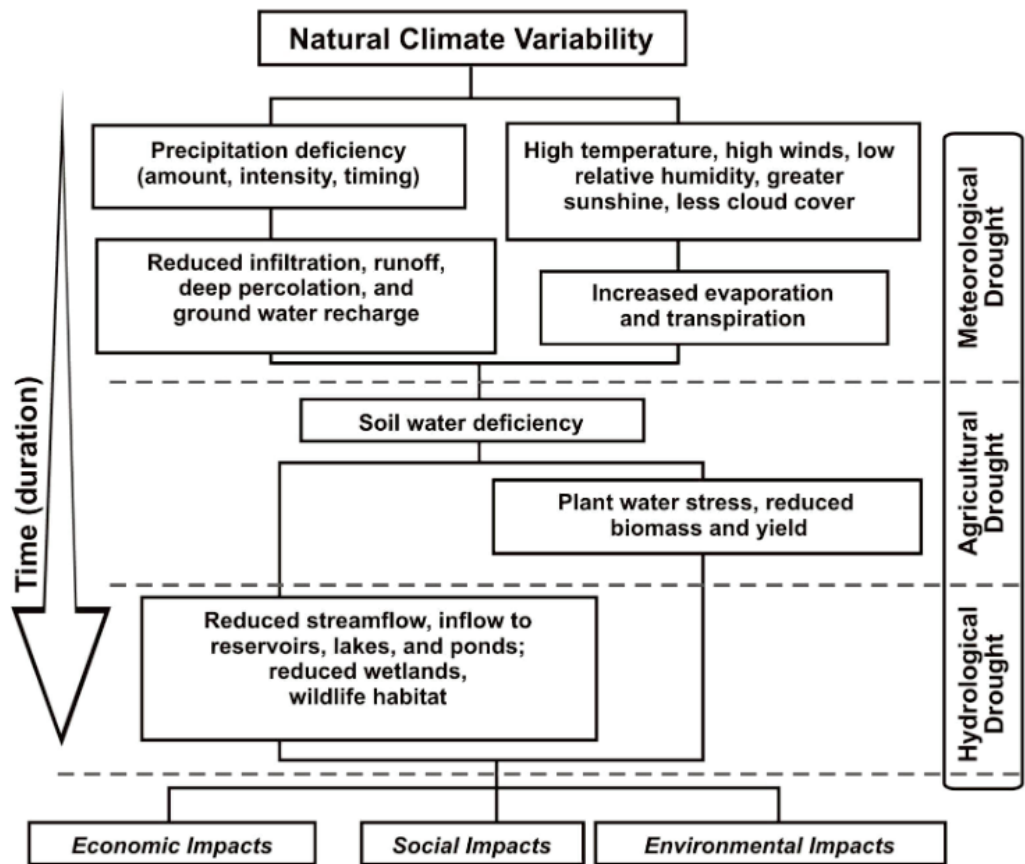 Natural Climate Variability
Precipitation deficiency
(amount, intensity, timing)
High temperature, high winds, low
relative humidity, greater
sunshine, less cloud cover
Reduced infiltration, runoff,
deep percolation, and
ground water recharge
Increased evaporation
and transpiration
Meteorological
Drought
Time (duration)
Soil water deficiency
Plant water stress, reduced
biomass and yield
Agricultural
Drought
Reduced streamflow, inflow to
reservoirs, lakes, and ponds;
reduced wetlands,
wildlife habitat
Hydrological
Drought
Economic Impacts
Social Impacts
Environmental Impacts